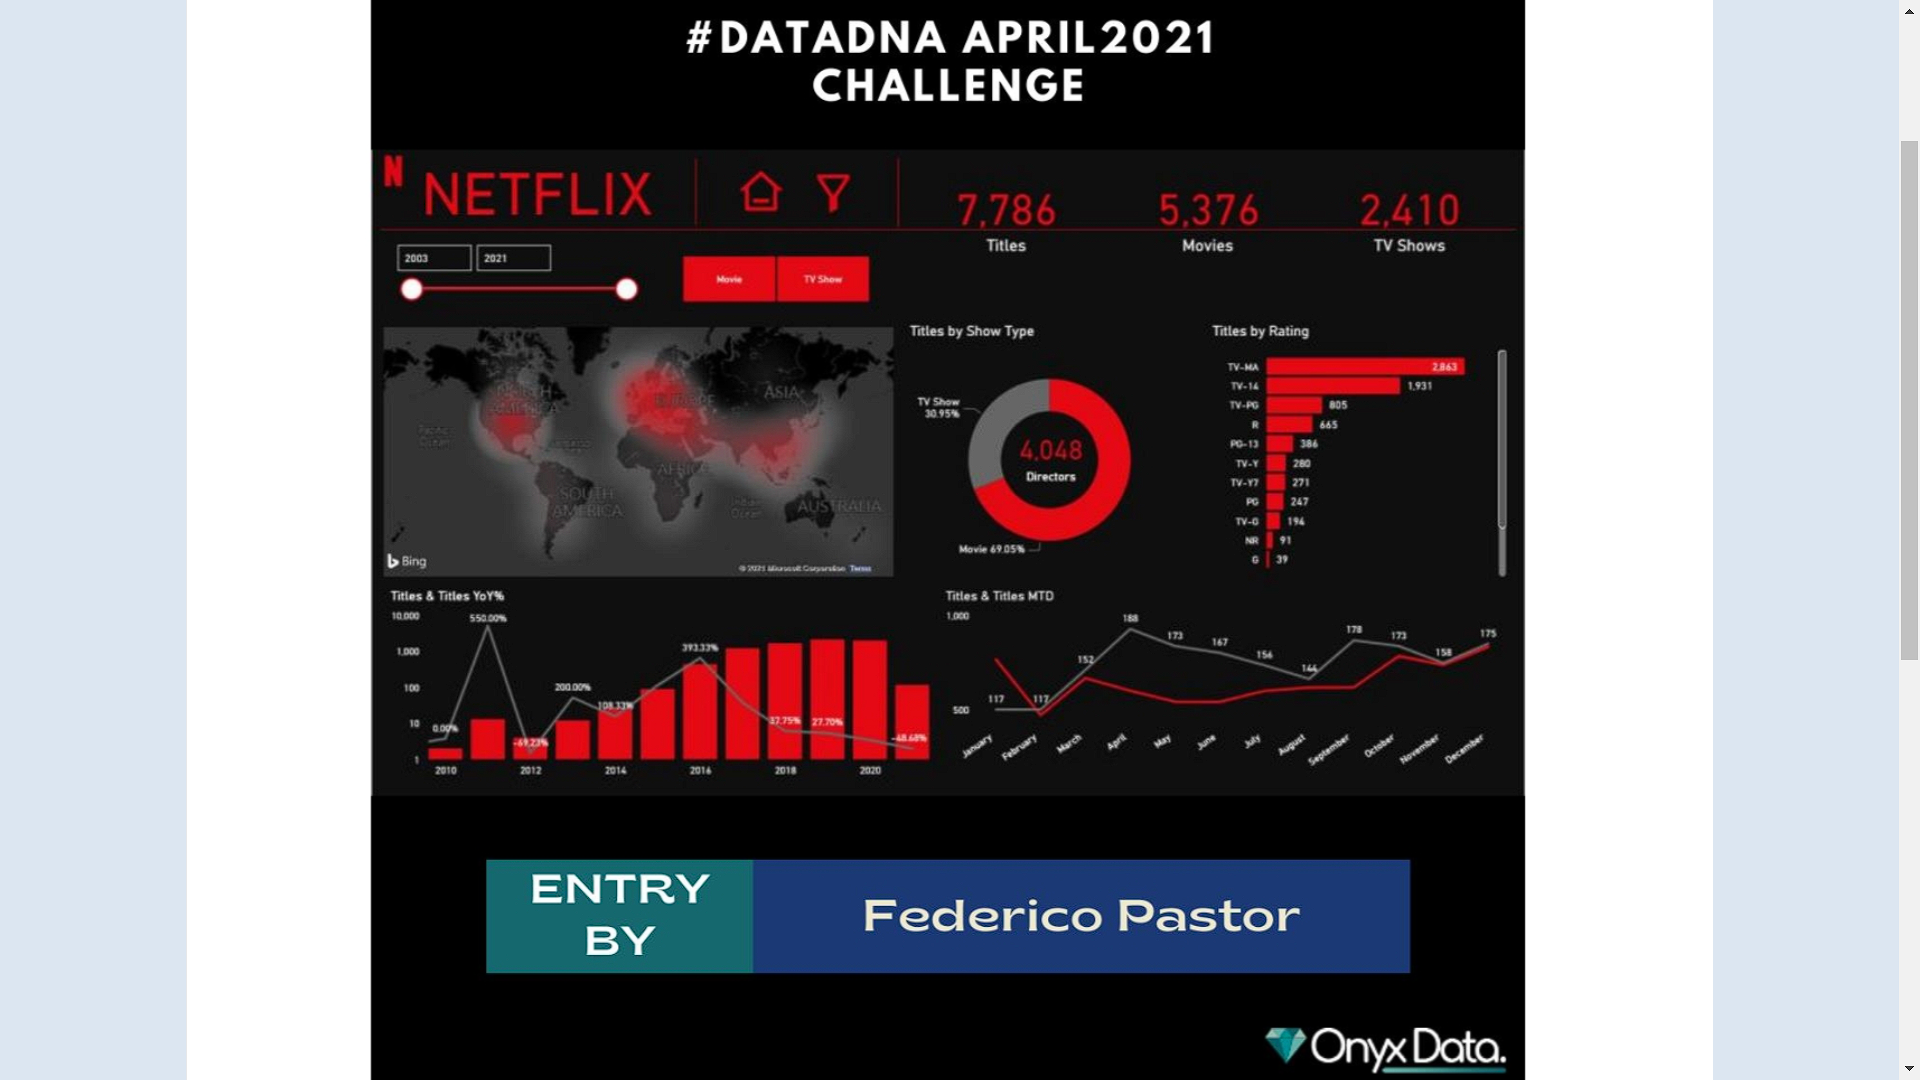 #DATADNA APRIL2021
CHALLENGE
N
NETFLIX
7,786
Titles
5,376
Movies
2,410
TV Shows
2003
2021
Movie
TV Show
NORTH
AMERICA
EUROPE
ASIA
Pacific
Ocean
AFRICA
SOUTH
AMERICA
Indian
Ocean
AUSTRALIA
Bing
© 2021 Microsoft Corporation Terms
Titles by Show Type
TV Show
30.95%
4,048
Directors
Movie 69.05%
Titles by Rating
TV-MA 2,863
TV-14 1,931
TV-PG 805
R 665
PG-13 386
TV-Y 280
TV-Y7 271
PG 247
TV-G 194
NR 91
G 39
Titles & Titles YoY%
10,000
1,000
100
10
1
0.00%
550.00%
-69.23%
200.00%
108.33%
393.33%
37.75%
27.70%
-48.68%
2010 2012 2014 2016 2018 2020
Titles & Titles MTD
1,000
500
117 117 152 188 173 167 156 144 178 173 158 175
January February March April May June July August September October November December
ENTRY
BY
Federico Pastor
Onyx Data.